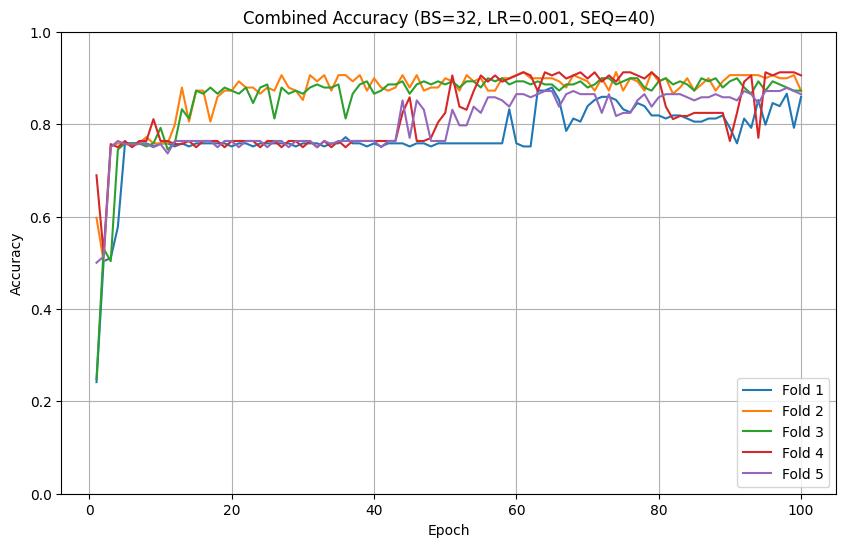 Combined Accuracy (BS=32, LR=0.001, SEQ=40)
1.0
0.8
0.6
0.4
0.2
0.0
Accuracy
0 20 40 60 80 100
Epoch
Fold 1
Fold 2
Fold 3
Fold 4
Fold 5